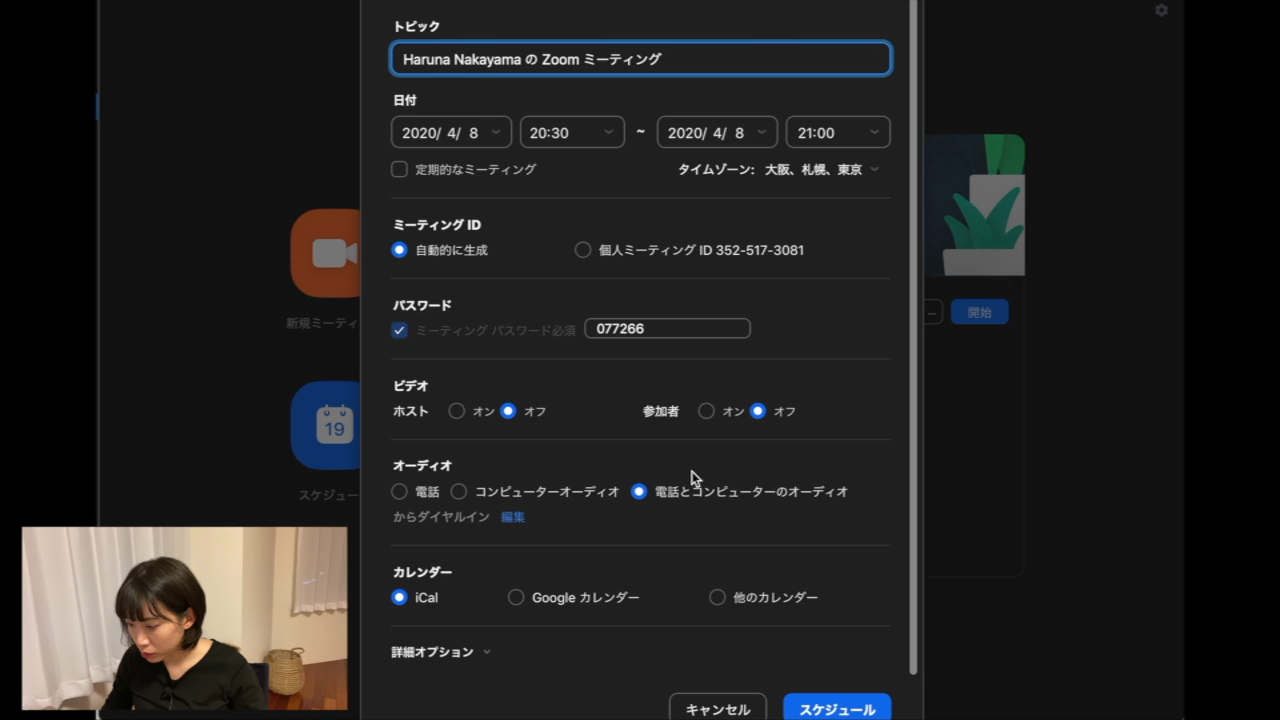 トピック
Haruna Nakayama の Zoom ミーティング
日付
2020/ 4/ 8 20:30 ~ 2020/ 4/ 8 21:00
定期的なミーティング タイムゾーン: 大阪、札幌、東京
ミーティング ID
自動的に生成 個人ミーティング ID 352-517-3081
パスワード
ミーティング パスワード必須 077266
... 開始
新規ミーティ
ビデオ
ホスト オン オフ 参加者 オン オフ
19
スケジュー
オーディオ
電話 コンピューターオーディオ 電話とコンピューターのオーディオ
からダイヤルイン 編集
カレンダー
iCal Google カレンダー 他のカレンダー
詳細オプション
キャンセル スケジュール